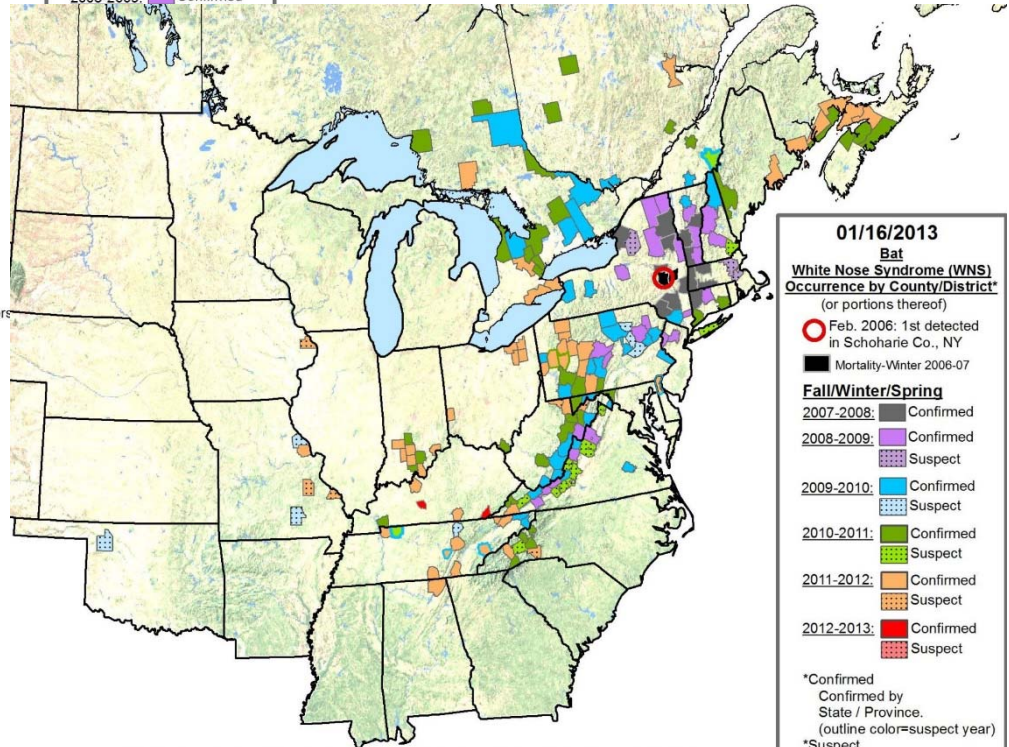 Confirmed
01/16/2013
Bat
White Nose Syndrome (WNS)
Occurrence by County/District*
(or portions thereof)
Feb. 2006: 1st detected
in Schoharie Co., NY
Mortality-Winter 2006-07
Fall/Winter/Spring
2007-2008: Confirmed
2008-2009: Confirmed
Suspect
2009-2010: Confirmed
Suspect
2010-2011: Confirmed
Suspect
2011-2012: Confirmed
Suspect
2012-2013: Confirmed
Suspect
*Confirmed
Confirmed by
State / Province.
(outline color=suspect year)
*Suspect